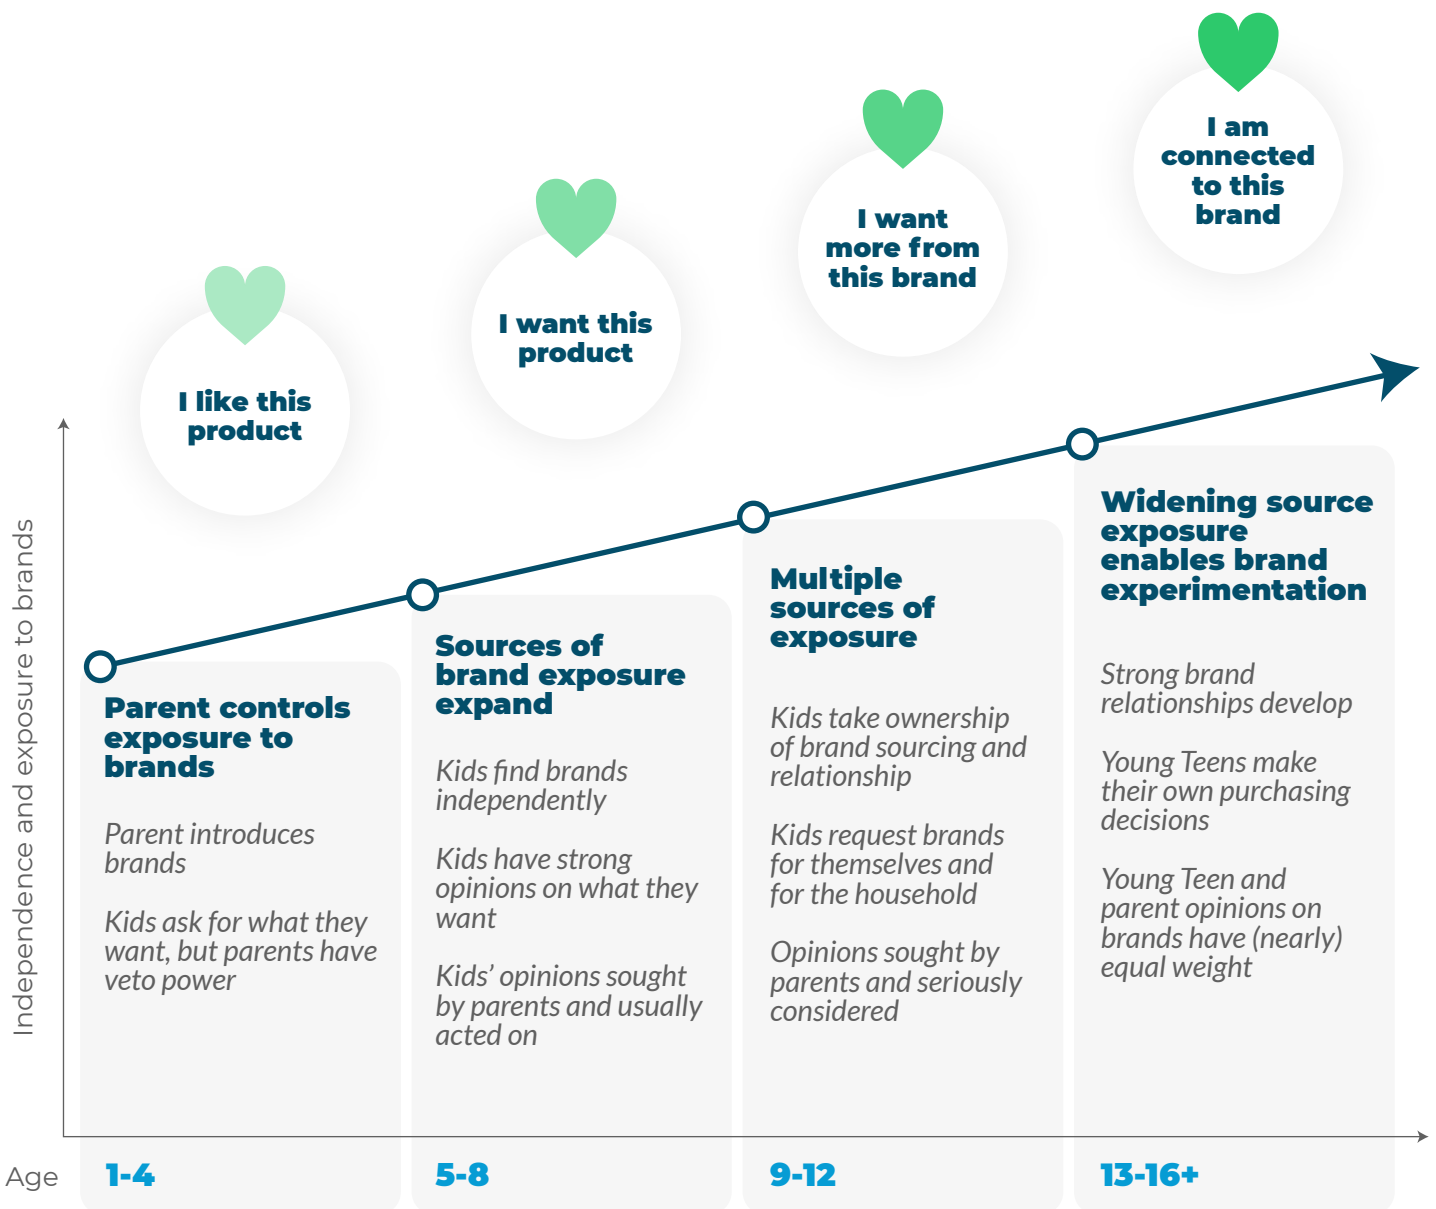 I like this
product
I want this
product
I want
more from
this brand
I am
connected
to this
brand
Independence and exposure to brands
Parent controls
exposure to
brands
Parent introduces
brands
Kids ask for what they
want, but parents have
veto power
Sources of
brand exposure
expand
Kids find brands
independently
Kids have strong
opinions on what they
want
Kids’ opinions sought
by parents and usually
acted on
Multiple
sources of
exposure
Kids take ownership
of brand sourcing and
relationship
Kids request brands
for themselves and
for the household
Opinions sought by
parents and seriously
considered
Widening source
exposure
enables brand
experimentation
Strong brand
relationships develop
Young Teens make
their own purchasing
decisions
Young Teen and
parent opinions on
brands have (nearly)
equal weight
Age
1-4
5-8
9-12
13-16+